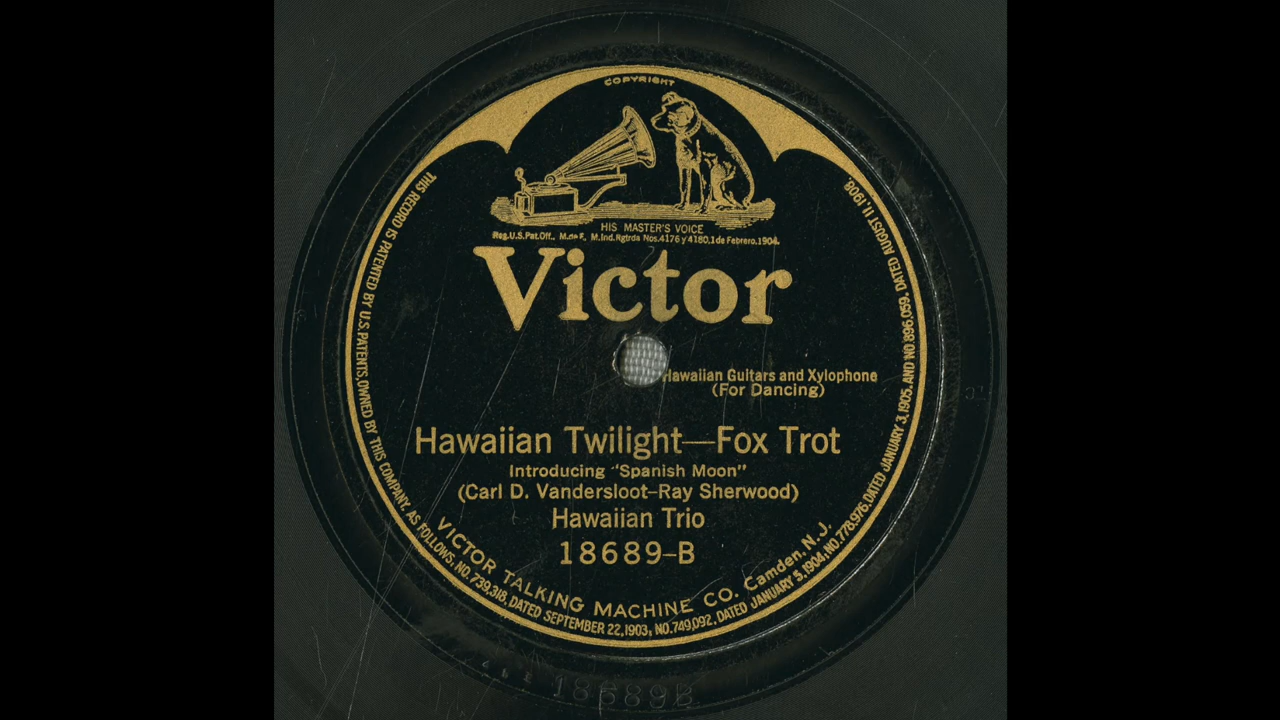 COPYRIGHT
HIS MASTER'S VOICE
Reg.U.S.Pat.Off., M.de F. M.Ind.Rgtrda Nos.4176 y 4180,1 de Febrero,1904.
Victor
Hawaiian Guitars and Xylophone
(For Dancing)
Hawaiian Twilight—Fox Trot
Introducing "Spanish Moon"
(Carl D. Vandersloot–Ray Sherwood)
Hawaiian Trio
18689–B
VICTOR TALKING MACHINE CO. Camden, N.J.
THIS RECORD IS PATENTED BY U.S. PATENTS, OWNED BY THIS COMPANY, AS FOLLOWS, NO. 739,318, DATED SEPTEMBER 22, 1903; NO. 749,092, DATED JANUARY 5, 1904, NO. 778,976, DATED JANUARY 3, 1905. AND NO. 896,059, DATED AUGUST 11, 1908.
18689B